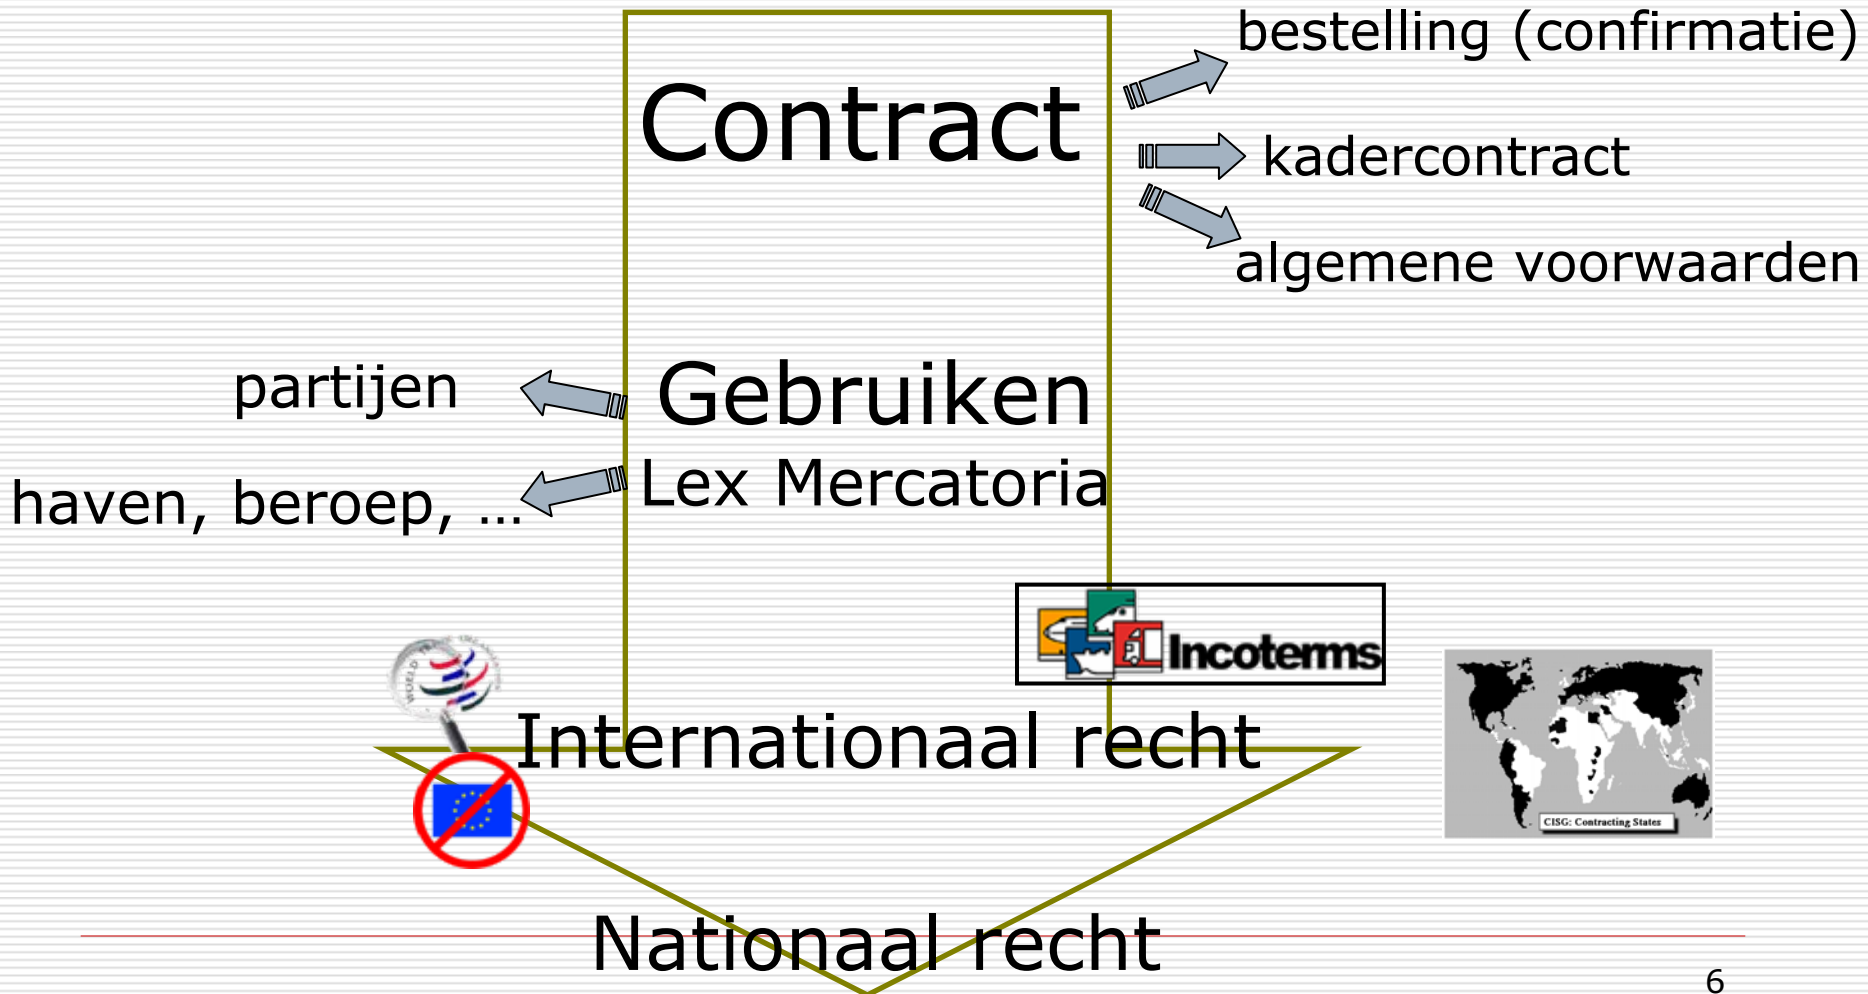 bestelling (confirmatie)
Contract
kadercontract
algemene voorwaarden
partijen
Gebruiken
haven, beroep, ...
Lex Mercatoria
Incoterms
WORLD
Internationaal recht
CISG: Contracting States
Nationaal recht
6